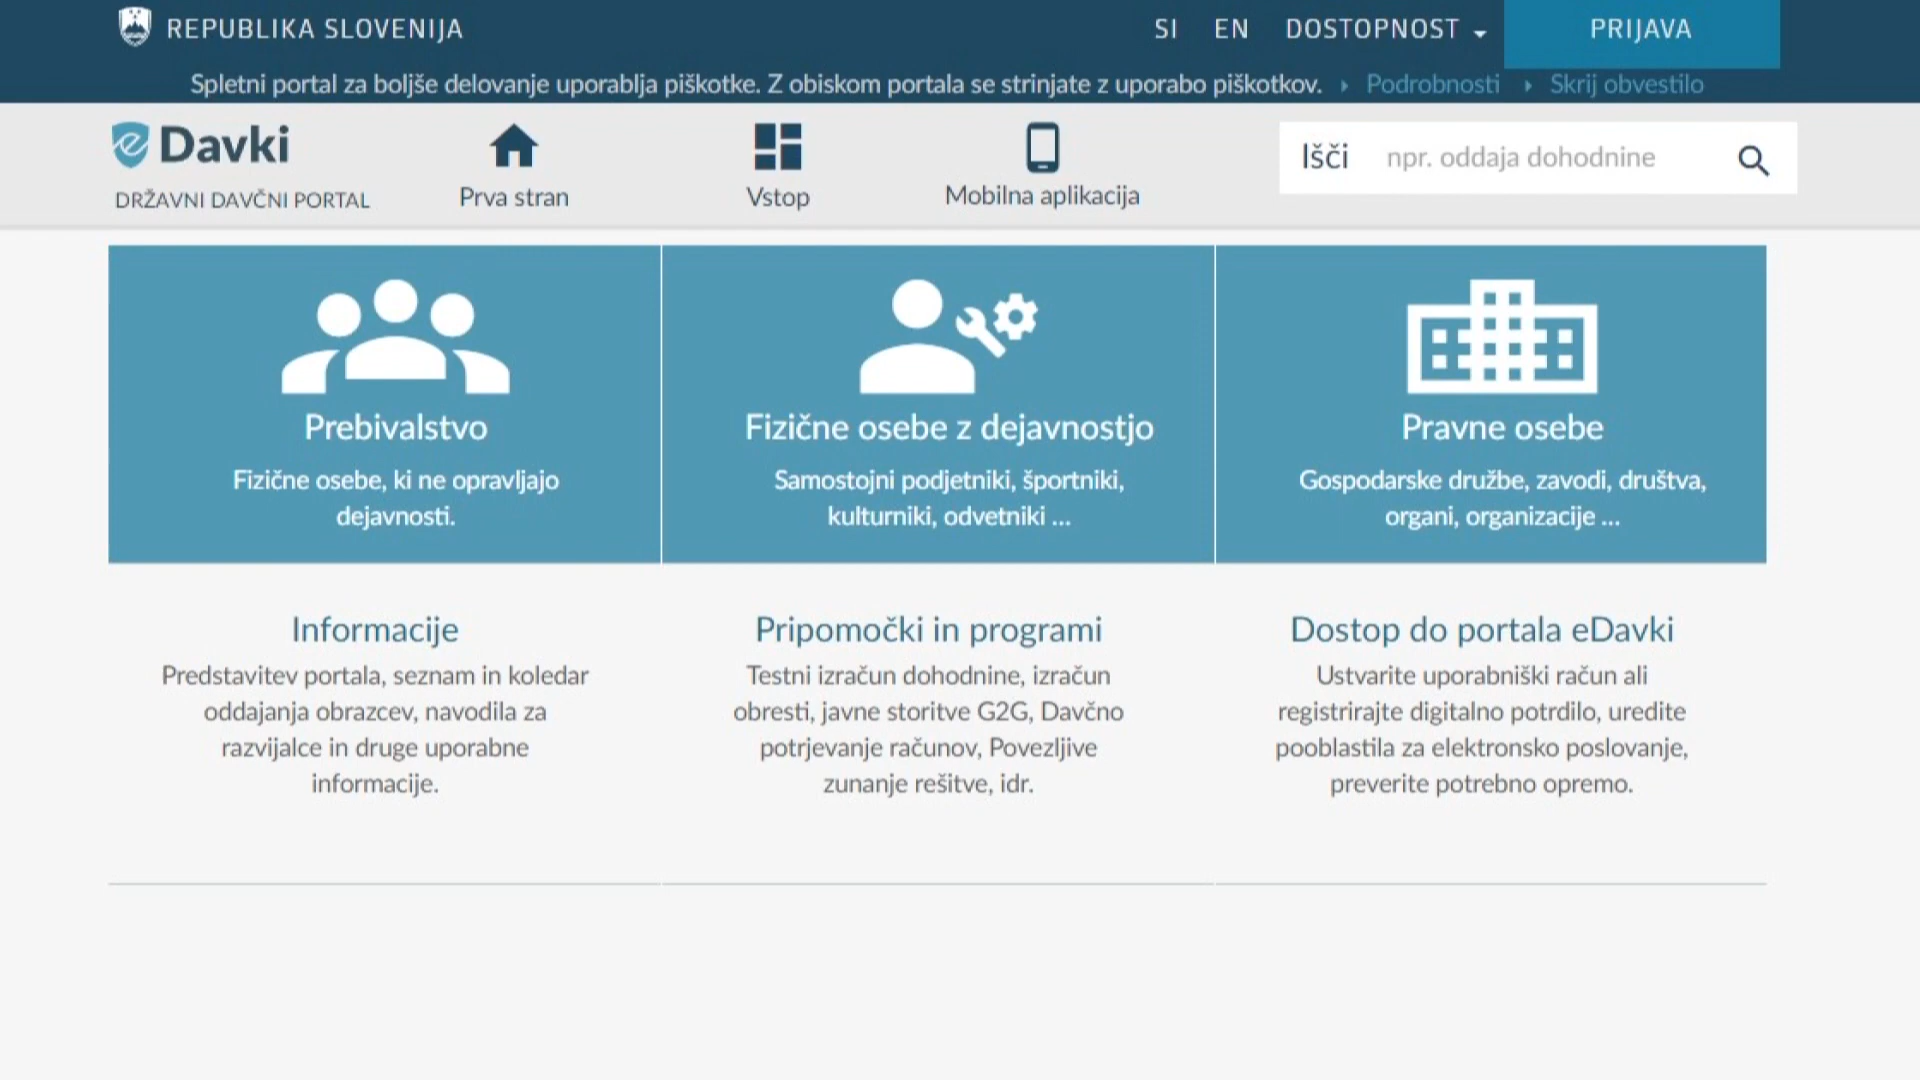 REPUBLIKA SLOVENIJA
SI EN DOSTOPNOST PRIJAVA
Spletni portal za boljše delovanje uporablja piškotke. Z obiskom portala se strinjate z uporabo piškotkov. Podrobnosti Skrij obvestilo
eDavki
DRŽAVNI DAVČNI PORTAL
Prva stran
Vstop
Mobilna aplikacija
Išči npr. oddaja dohodnine
Prebivalstvo
Fizične osebe, ki ne opravljajo
dejavnosti.
Fizične osebe z dejavnostjo
Samostojni podjetniki, športniki,
kulturniki, odvetniki ...
Pravne osebe
Gospodarske družbe, zavodi, društva,
organi, organizacije ...
Informacije
Predstavitev portala, seznam in koledar
oddajanja obrazcev, navodila za
razvijalce in druge uporabne
informacije.
Pripomočki in programi
Testni izračun dohodnine, izračun
obresti, javne storitve G2G, Davčno
potrjevanje računov, Povezljive
zunanje rešitve, idr.
Dostop do portala eDavki
Ustvarite uporabniški račun ali
registrirajte digitalno potrdilo, uredite
pooblastila za elektronsko poslovanje,
preverite potrebno opremo.